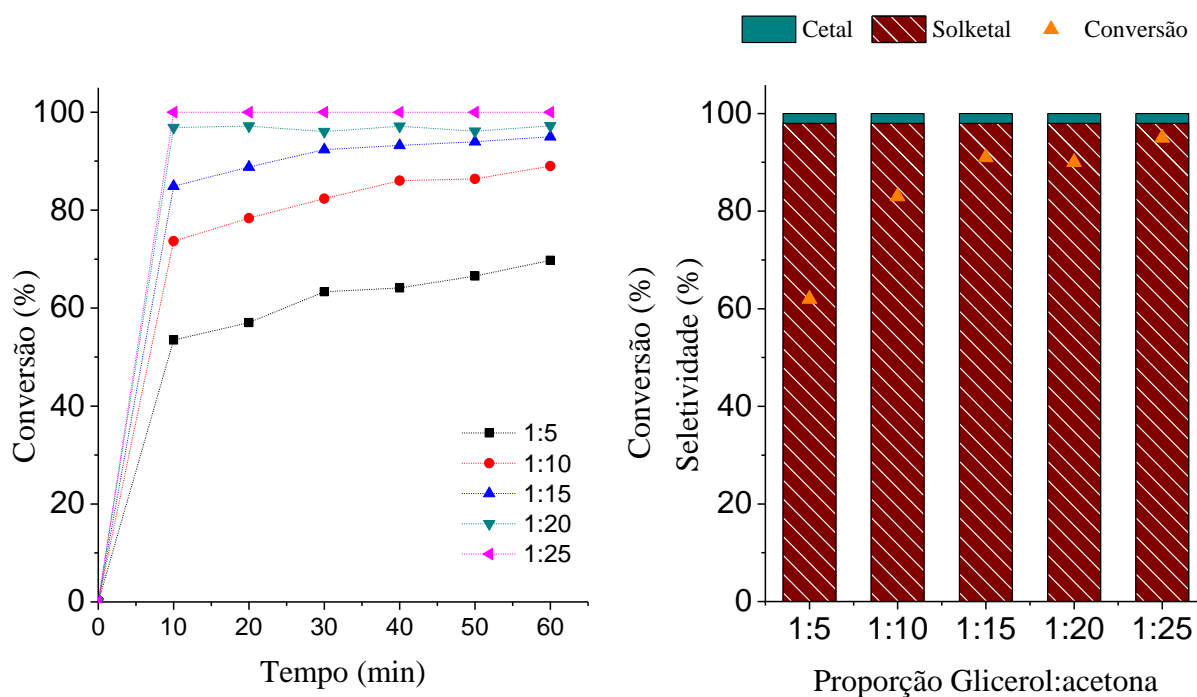 Cetal Solketal Conversão
100
80
60
40
20
0
Conversão (%)
0 10 20 30 40 50 60
Tempo (min)
1:5
1:10
1:15
1:20
1:25
100
80
60
40
20
0
Conversão (%)
Seletividade (%)
1:5 1:10 1:15 1:20 1:25
Proporção Glicerol:acetona